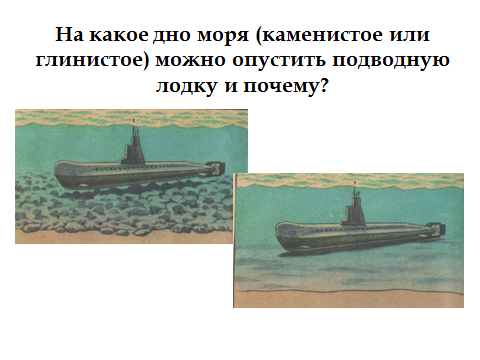 На какое дно моря (каменистое или
глинистое) можно опустить подводную
лодку и почему?